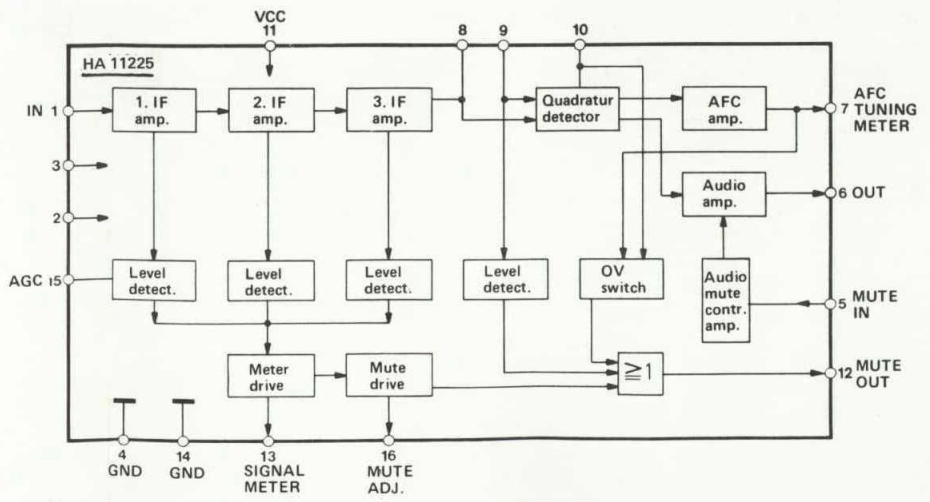 VCC
11
8
9
10
HA 11225
IN 1
1. IF
amp.
2. IF
amp.
3. IF
amp.
Quadratur
detector
AFC
amp.
7
AFC
TUNING
METER
3
2
Audio
amp.
6 OUT
AGC 15
Level
detect.
Level
detect.
Level
detect.
Level
detect.
OV
switch
Audio
mute
contr.
amp.
5 MUTE
IN
Meter
drive
Mute
drive
≧1
12 MUTE
OUT
4
GND
14
GND
13
SIGNAL
METER
16
MUTE
ADJ.